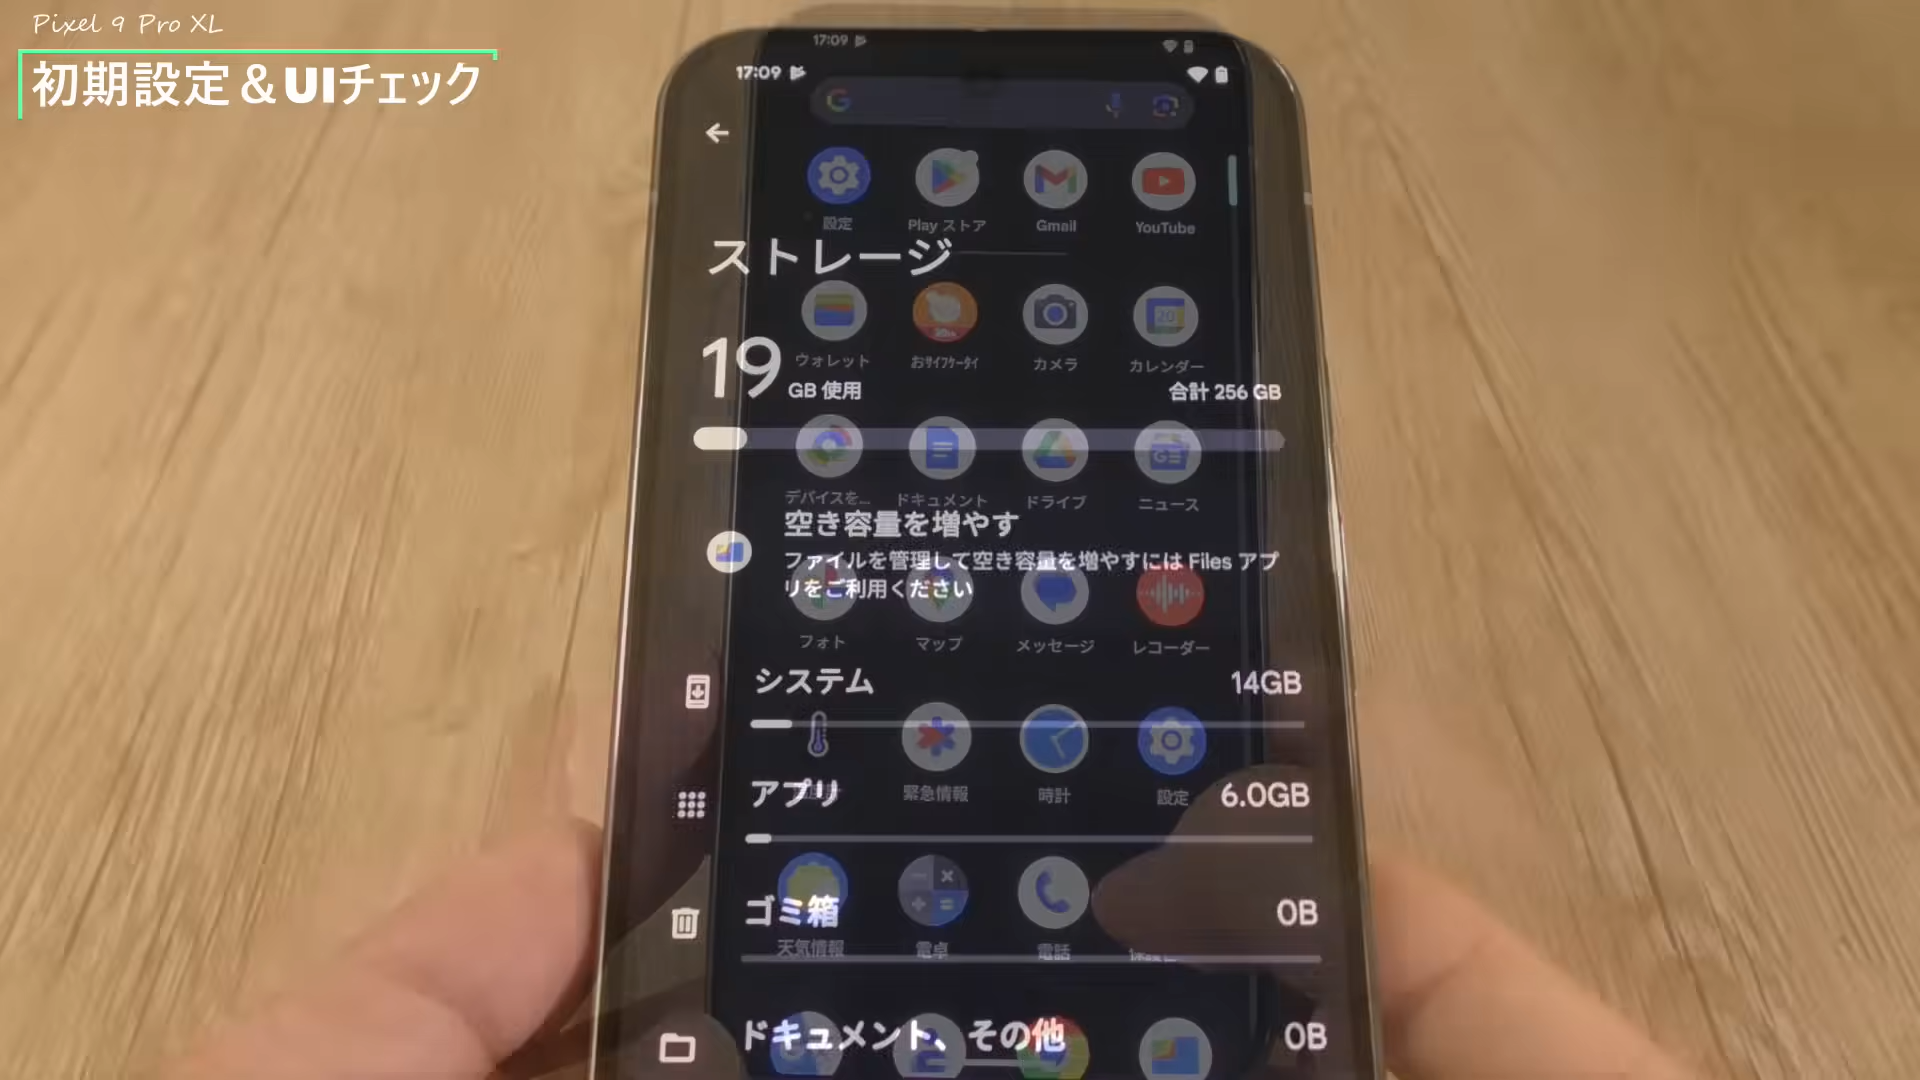 Pixel 9 Pro XL
初期設定&UIチェック
17:09
17:09
設定
Play ストア
Gmail
YouTube
ストレージ
ウォレット
おサイフケータイ
カメラ
カレンダー
19 GB 使用
合計 256 GB
デバイスを...
ドキュメント
ドライブ
ニュース
空き容量を増やす
ファイルを管理して空き容量を増やすには Files アプ
リをご利用ください
フォト
マップ
メッセージ
レコーダー
システム
14GB
緊急情報
時計
設定
アプリ
6.0GB
ゴミ箱
0B
天気情報
電卓
電話
ドキュメント、その他
0B